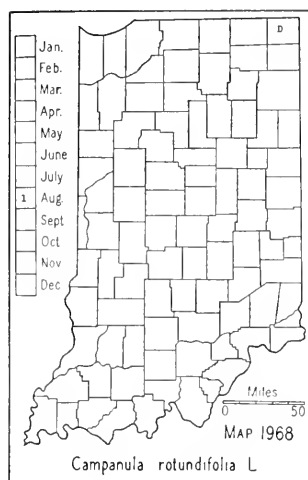 D
Jan.
Feb.
Mar.
Apr.
May
June
July
1 Aug.
Sept
Oct
Nov
Dec
Miles
0 50
MAP 1968
Campanula rotundifolia L